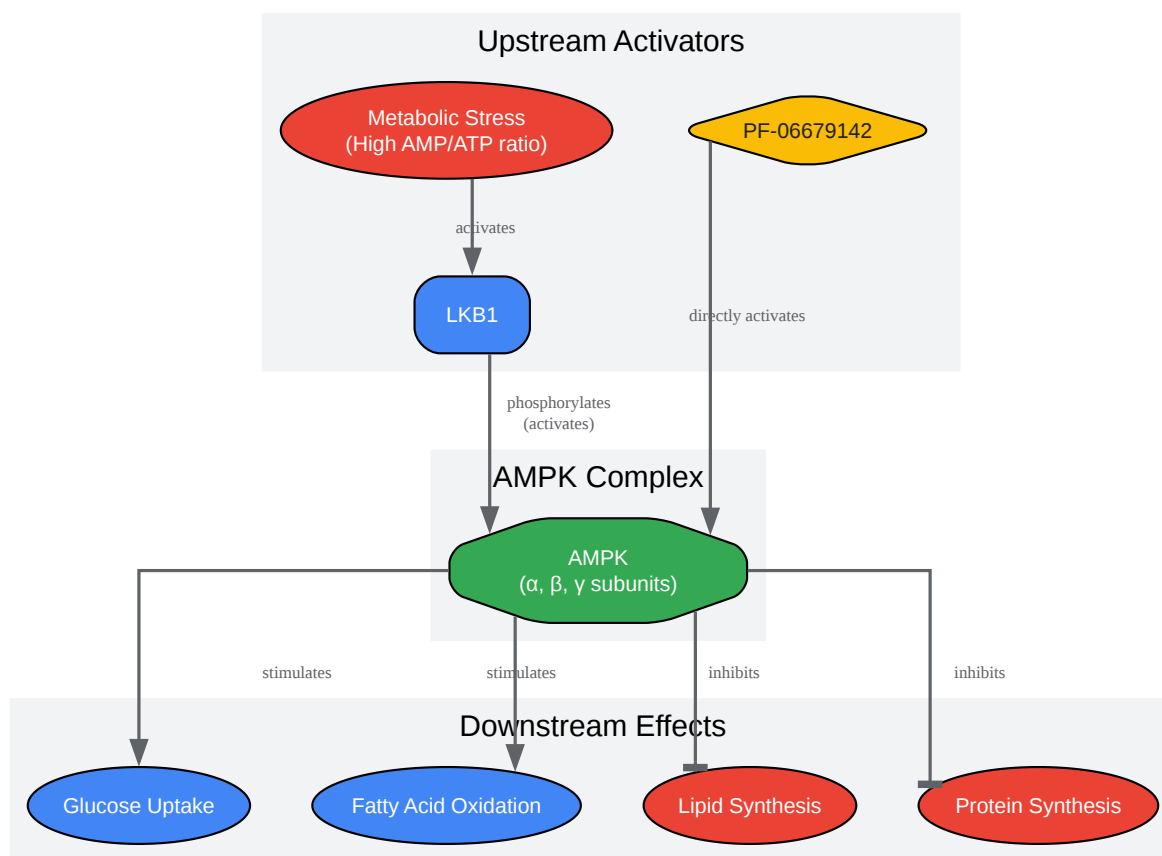 Upstream Activators
Metabolic Stress
(High AMP/ATP ratio)
PF-06679142
activates
LKB1
directly activates
phosphorylates
(activates)
AMPK Complex
AMPK
(α, β, γ subunits)
stimulates
stimulates
inhibits
inhibits
Downstream Effects
Glucose Uptake
Fatty Acid Oxidation
Lipid Synthesis
Protein Synthesis